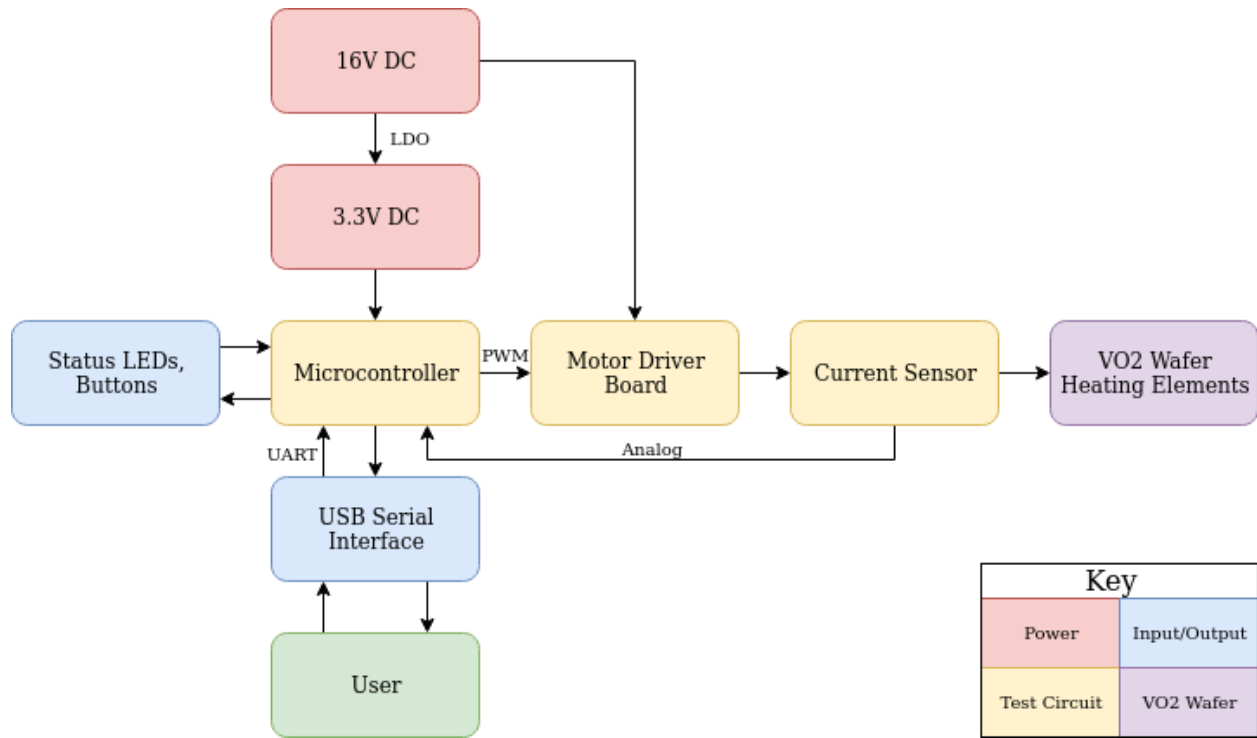 16V DC
LDO
3.3V DC
Status LEDs,
Buttons
Microcontroller
PWM
Motor Driver
Board
Current Sensor
VO2 Wafer
Heating Elements
UART
Analog
USB Serial
Interface
User
Key
Power
Input/Output
Test Circuit
VO2 Wafer